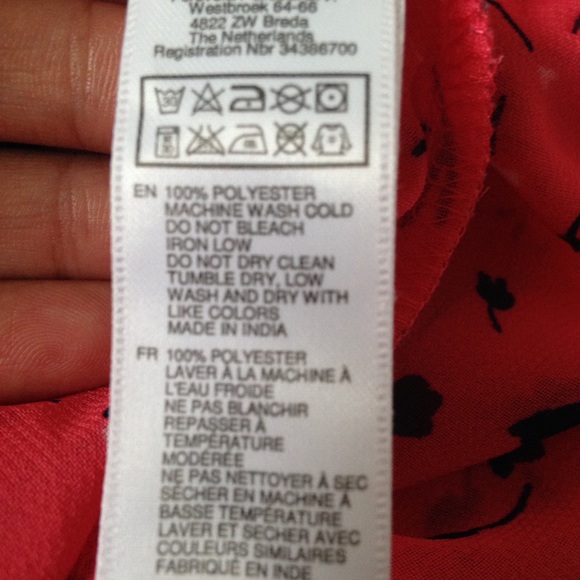 Westbroek 64-66
4822 ZW Breda
The Netherlands
Registration Nbr 34386700
30
EN 100% POLYESTER
MACHINE WASH COLD
DO NOT BLEACH
IRON LOW
DO NOT DRY CLEAN
TUMBLE DRY, LOW
WASH AND DRY WITH
LIKE COLORS
MADE IN INDIA
FR 100% POLYESTER
LAVER À LA MACHINE À
L'EAU FROIDE
NE PAS BLANCHIR
REPASSER À
TEMPÉRATURE
MODÉRÉE
NE PAS NETTOYER À SEC
SÉCHER EN MACHINE À
BASSE TEMPÉRATURE
LAVER ET SÉCHER AVEC
COULEURS SIMILAIRES
FABRIQUÉ EN INDE